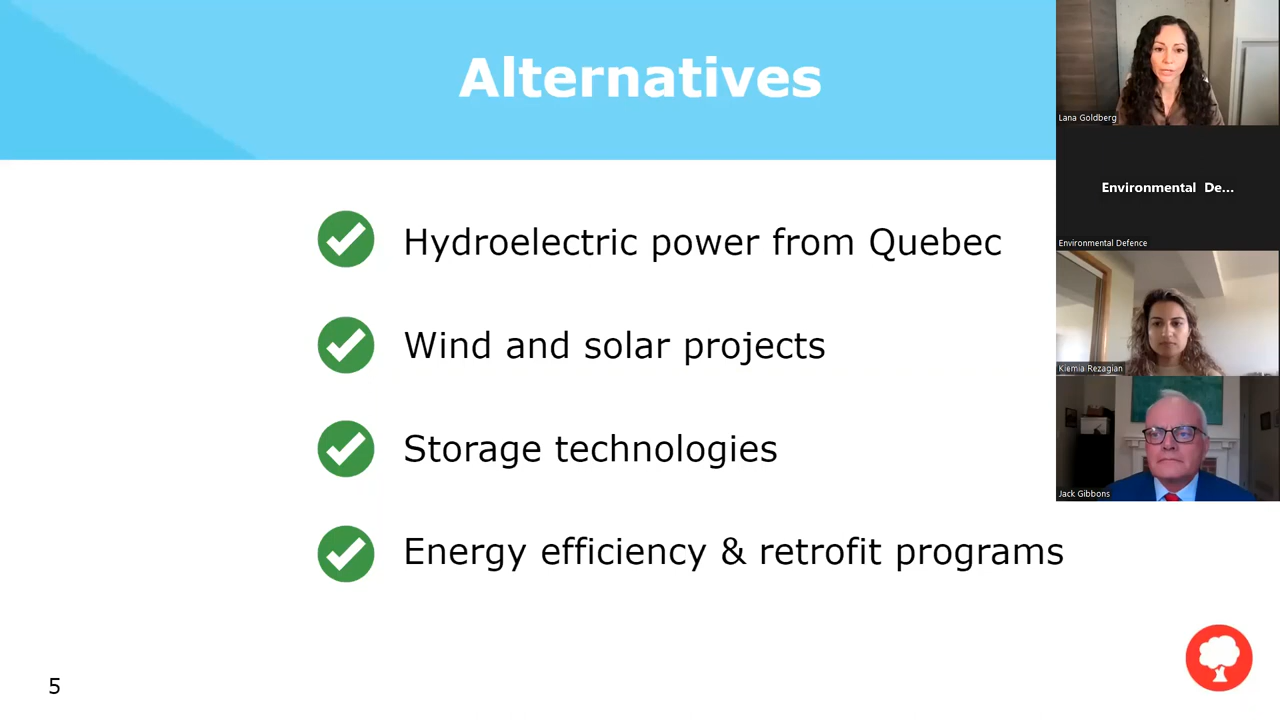 Alternatives
Hydroelectric power from Quebec
Wind and solar projects
Storage technologies
Energy efficiency & retrofit programs
5
Lana Goldberg
Environmental De...
Environmental Defence
Kiemia Rezagian
Jack Gibbons